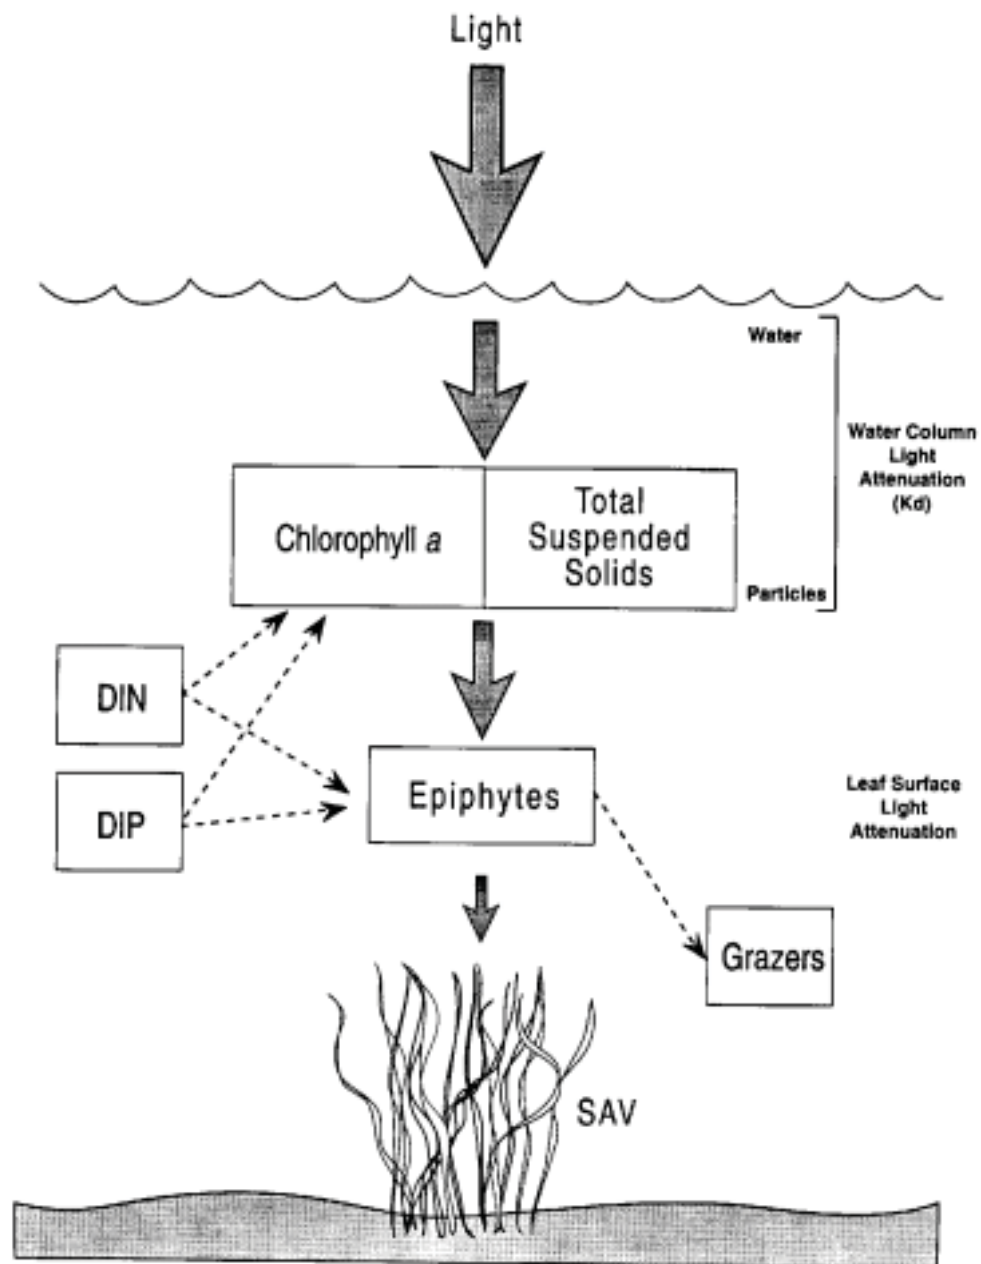 Light
Water
Water Column
Light
Attenuation
(Kd)
Chlorophyll a
Total
Suspended
Solids
Particles
DIN
DIP
Epiphytes
Leaf Surface
Light
Attenuation
Grazers
SAV